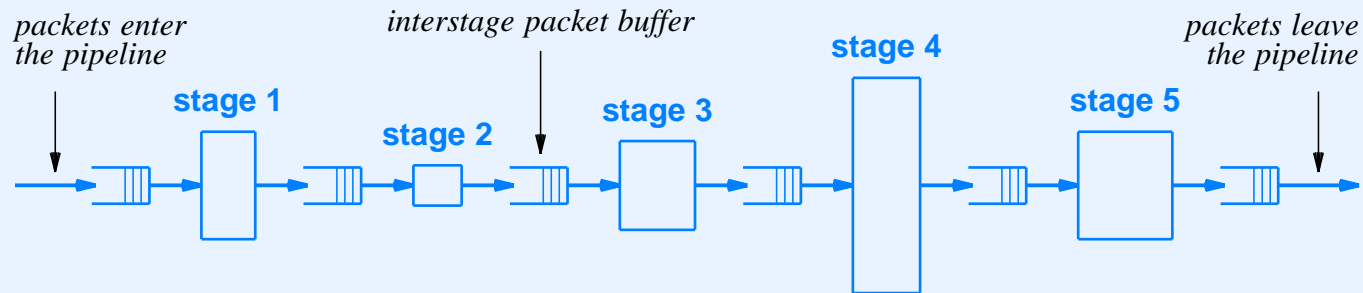 packets enter
the pipeline
interstage packet buffer
packets leave
the pipeline
stage 1
stage 2
stage 3
stage 4
stage 5